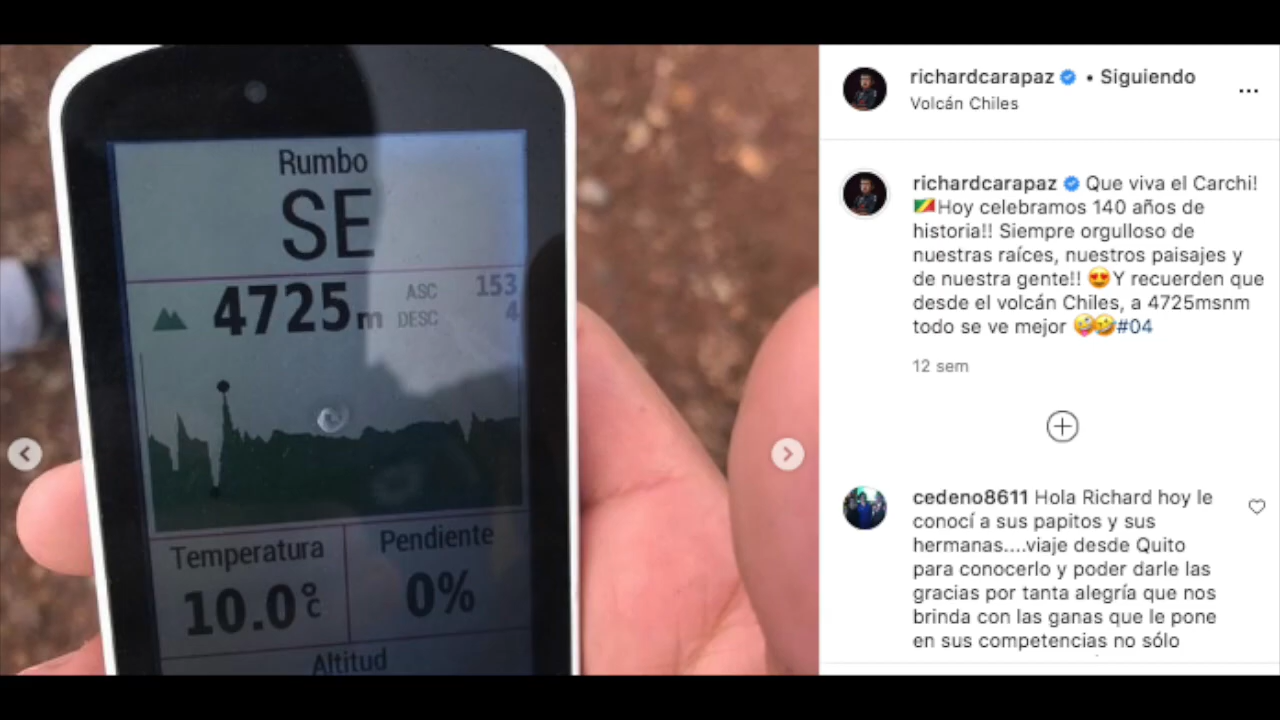 Rumbo
SE
4725m
ASC 153
DESC 4
Temperatura
10.0°C
Pendiente
0%
Altitud
richardcarapaz • Siguiendo
Volcán Chiles
richardcarapaz Que viva el Carchi!
Hoy celebramos 140 años de
historia!! Siempre orgulloso de
nuestras raíces, nuestros paisajes y
de nuestra gente!! 😍Y recuerden que
desde el volcán Chiles, a 4725msnm
todo se ve mejor 🤪🤣#04
12 sem
cedeno8611 Hola Richard hoy le
conocí a sus papitos y sus
hermanas....viaje desde Quito
para conocerlo y poder darle las
gracias por tanta alegría que nos
brinda con las ganas que le pone
en sus competencias no sólo